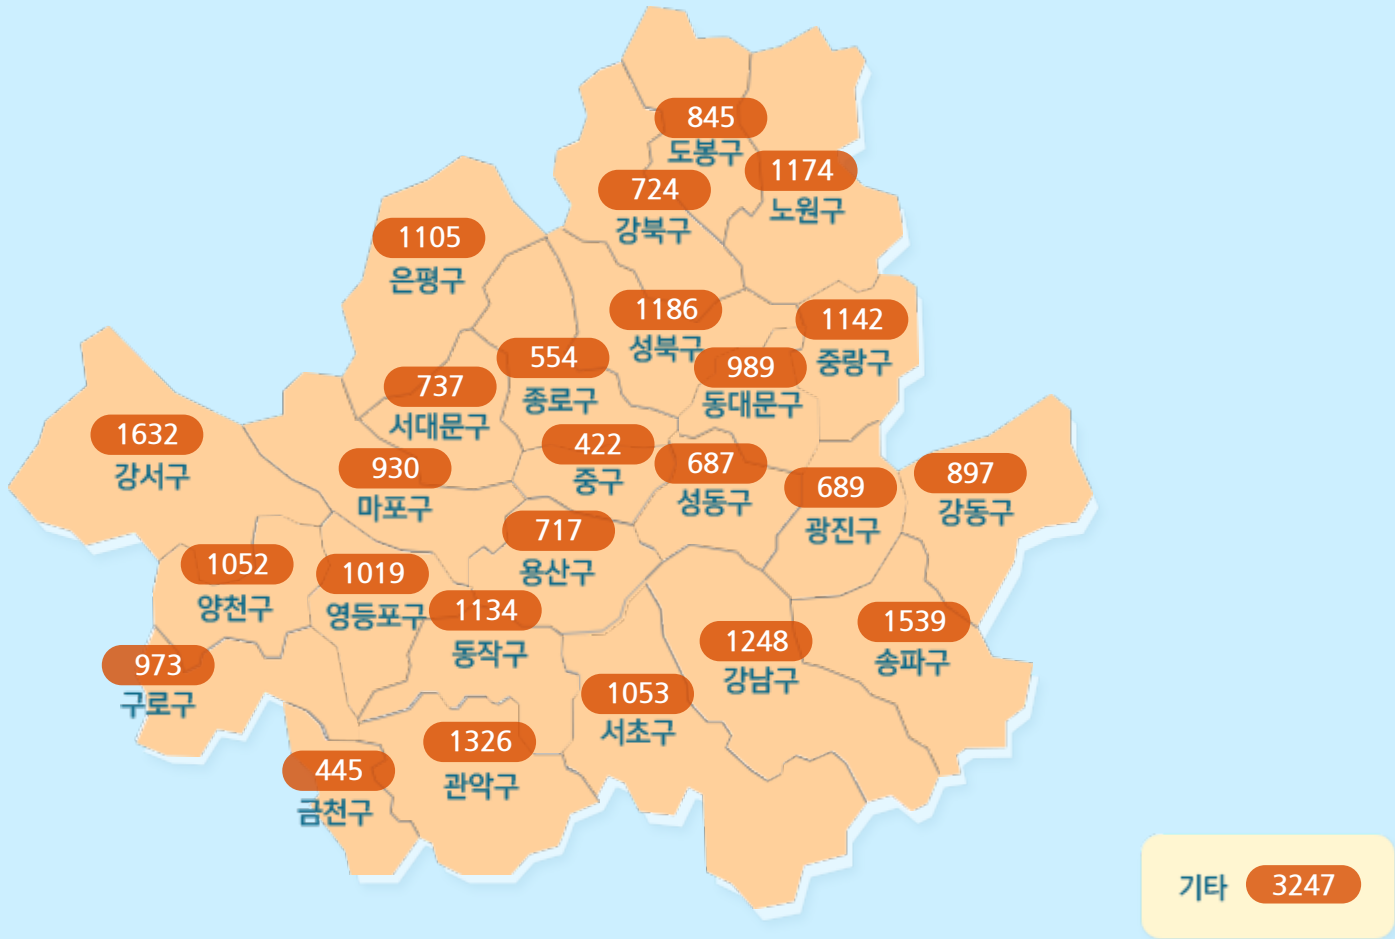 845
도봉구
1174
노원구
724
강북구
1105
은평구
1186
성북구
1142
중랑구
554
종로구
989
동대문구
737
서대문구
1632
강서구
422
중구
687
성동구
930
마포구
689
광진구
897
강동구
717
용산구
1052
양천구
1019
영등포구
1134
동작구
1539
송파구
1248
강남구
973
구로구
1053
서초구
1326
관악구
445
금천구
기타 3247